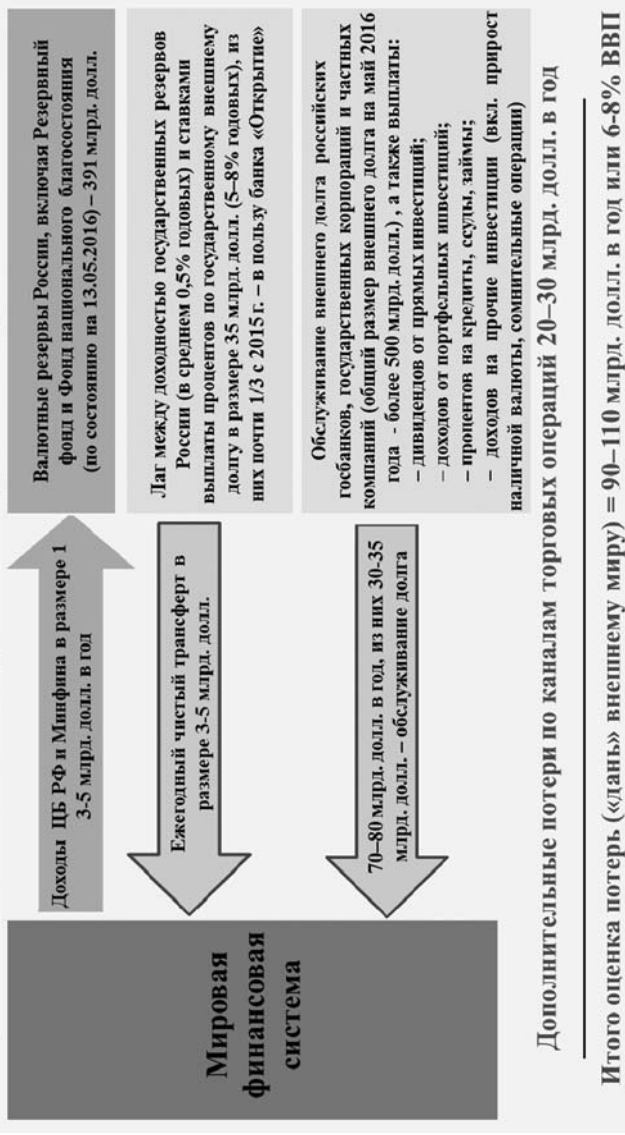 Мировая
финансовая
система
Доходы ЦБ РФ и Минфина в размере 1
3-5 млрд. долл. в год
Валютные резервы России, включая Резервный
фонд и Фонд национального благосостояния
(по состоянию на 13.05.2016) – 391 млрд. долл.
Ежегодный чистый трансферт в
размере 3-5 млрд. долл.
Лаг между доходностью государственных резервов
России (в среднем 0,5% годовых) и ставками
выплаты процентов по государственному внешнему
долгу в размере 35 млрд. долл. (5–8% годовых), из
них почти 1/3 с 2015 г. – в пользу банка «Открытие»
70–80 млрд. долл. в год, из них 30-35
млрд. долл. – обслуживание долга
Обслуживание внешнего долга российских
госбанков, государственных корпораций и частных
компаний (общий размер внешнего долга на май 2016
года - более 500 млрд. долл.) , а также выплаты:
– дивидендов от прямых инвестиций;
– доходов от портфельных инвестиций;
– процентов на кредиты, ссуды, займы;
– доходов на прочие инвестиции (вкл. прирост
наличной валюты, сомнительные операции)
Дополнительные потери по каналам торговых операций 20–30 млрд. долл. в год
Итого оценка потерь («дань» внешнему миру) = 90–110 млрд. долл. в год или 6-8% ВВП